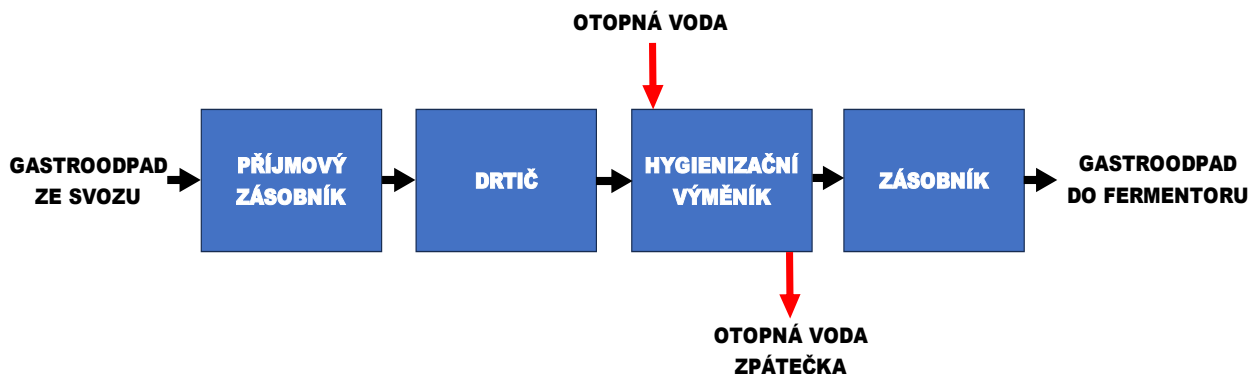 OTOPNÁ VODA
GASTROODPAD
ZE SVOZU
PŘÍJMOVÝ
ZÁSOBNÍK
DRTIČ
HYGIENIZAČNÍ
VÝMĚNÍK
ZÁSOBNÍK
GASTROODPAD
DO FERMENTORU
OTOPNÁ VODA
ZPÁTEČKA